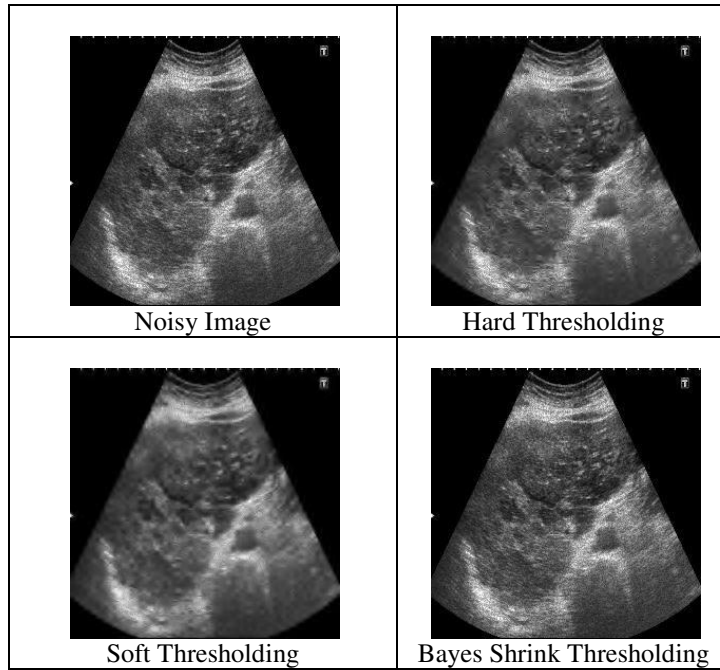 T
T
Noisy Image
Hard Thresholding
T
T
Soft Thresholding
Bayes Shrink Thresholding